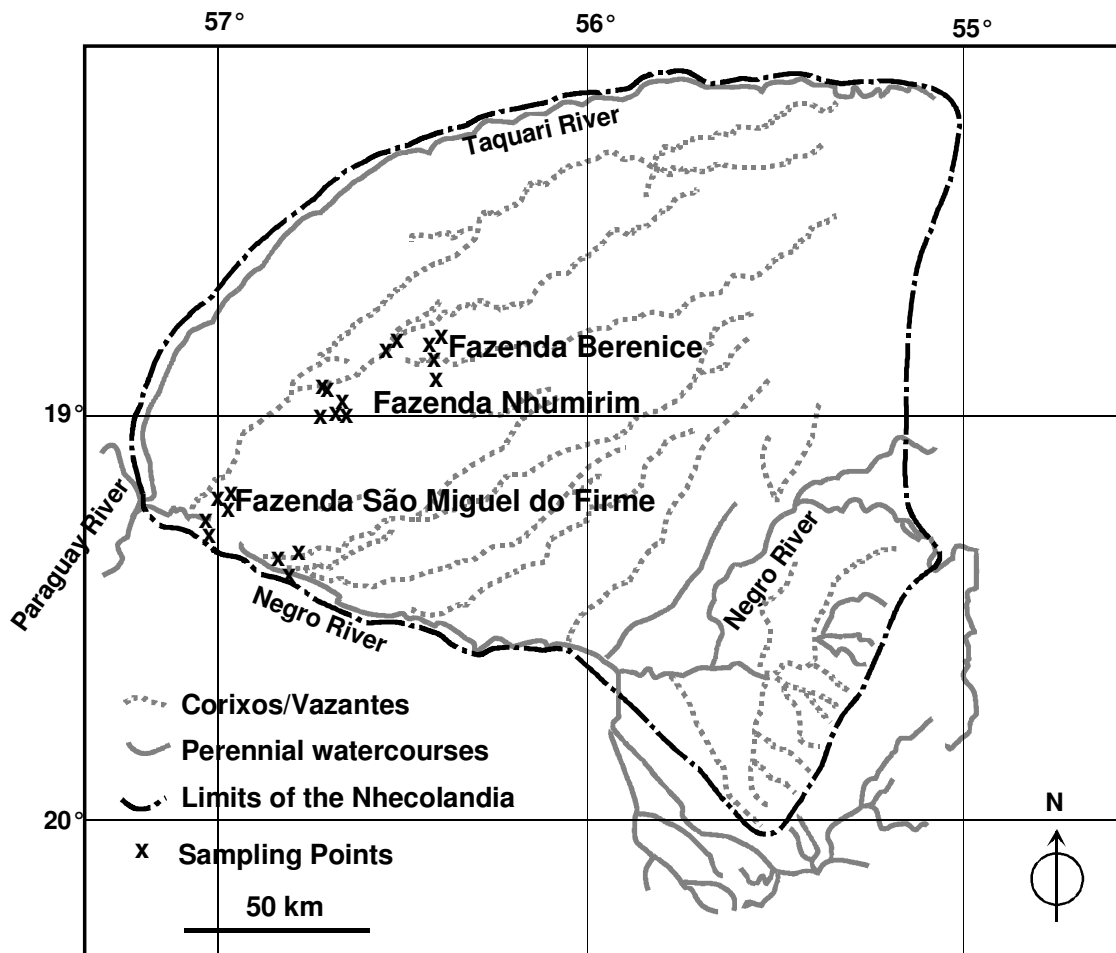 57°
56°
55°
Taquari River
Fazenda Berenice
Fazenda Nhumirim
19°
Fazenda São Miguel do Firme
Paraguay River
Negro River
Negro River
Corixos/Vazantes
Perennial watercourses
Limits of the Nhecolandia
20°
x Sampling Points
50 km
N